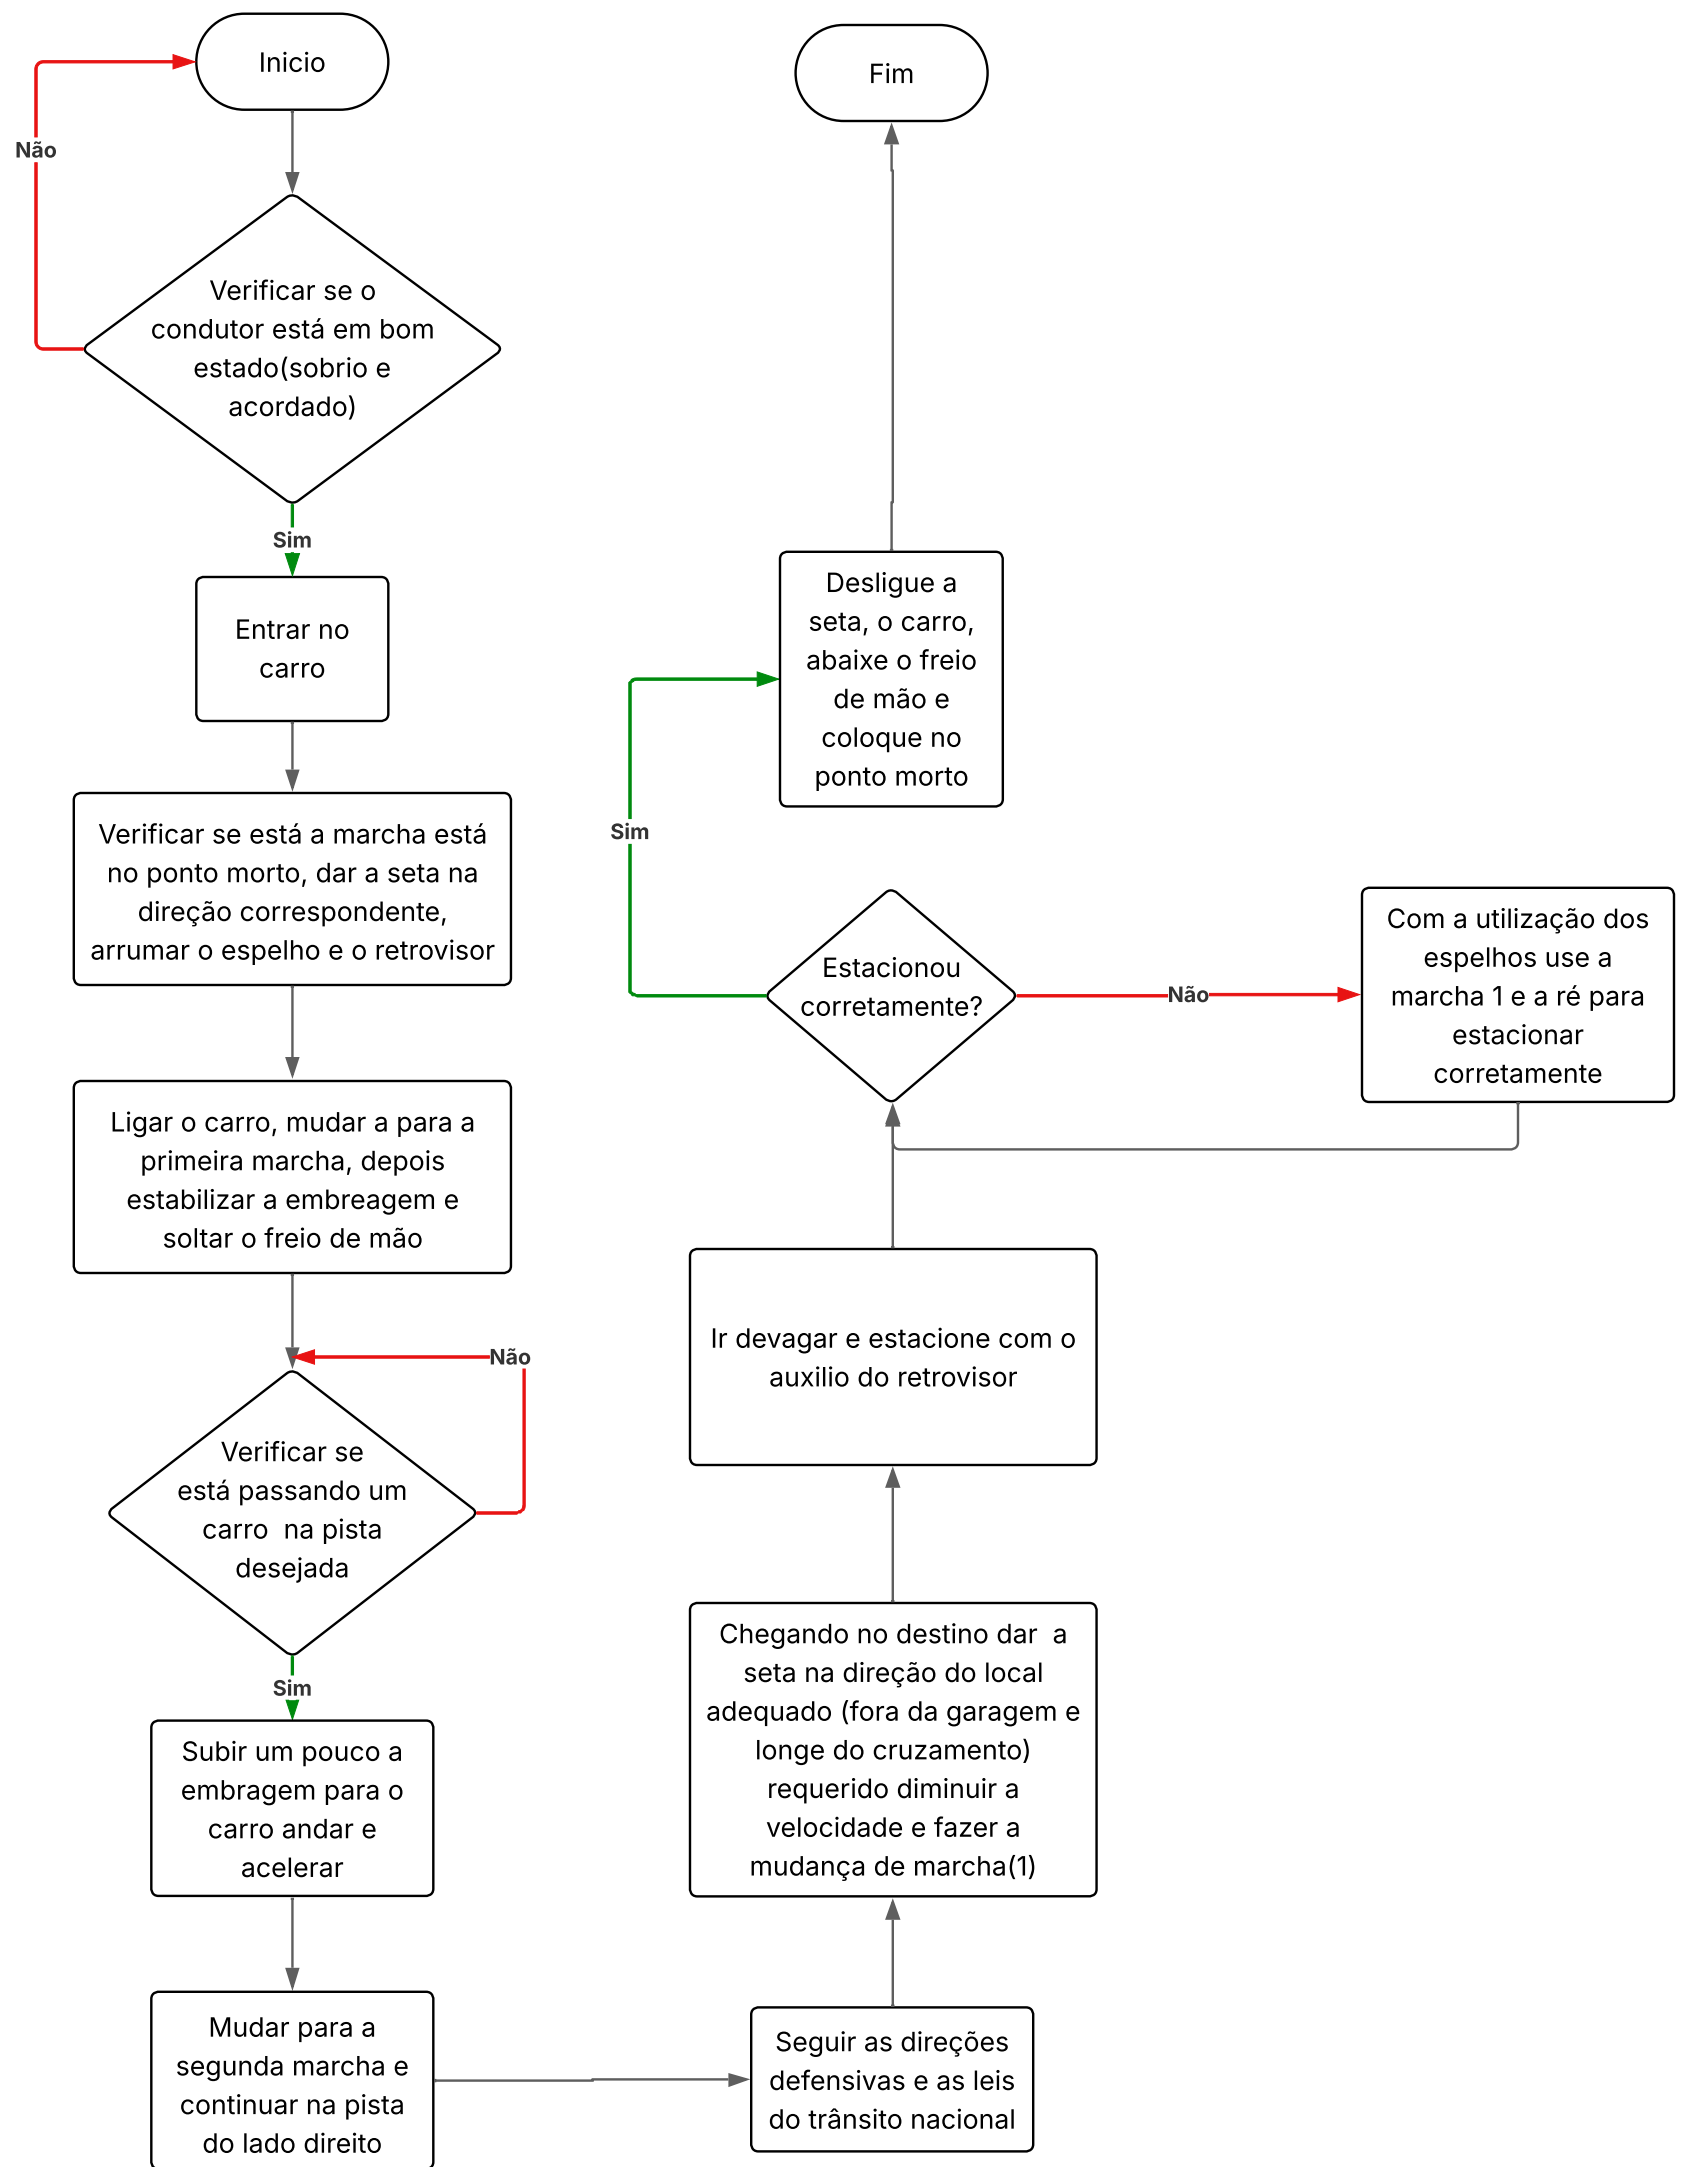 Inicio
Não
Verificar se o
condutor está em bom
estado(sobrio e
acordado)
Sim
Entrar no
carro
Verificar se está a marcha está
no ponto morto, dar a seta na
direção correspondente,
arrumar o espelho e o retrovisor
Ligar o carro, mudar a para a
primeira marcha, depois
estabilizar a embreagem e
soltar o freio de mão
Não
Verificar se
está passando um
carro  na pista
desejada
Sim
Subir um pouco a
embragem para o
carro andar e
acelerar
Mudar para a
segunda marcha e
continuar na pista
do lado direito
Seguir as direções
defensivas e as leis
do trânsito nacional
Chegando no destino dar  a
seta na direção do local
adequado (fora da garagem e
longe do cruzamento)
requerido diminuir a
velocidade e fazer a
mudança de marcha(1)
Ir devagar e estacione com o
auxilio do retrovisor
Estacionou
corretamente?
Não
Com a utilização dos
espelhos use a
marcha 1 e a ré para
estacionar
corretamente
Sim
Desligue a
seta, o carro,
abaixe o freio
de mão e
coloque no
ponto morto
Fim